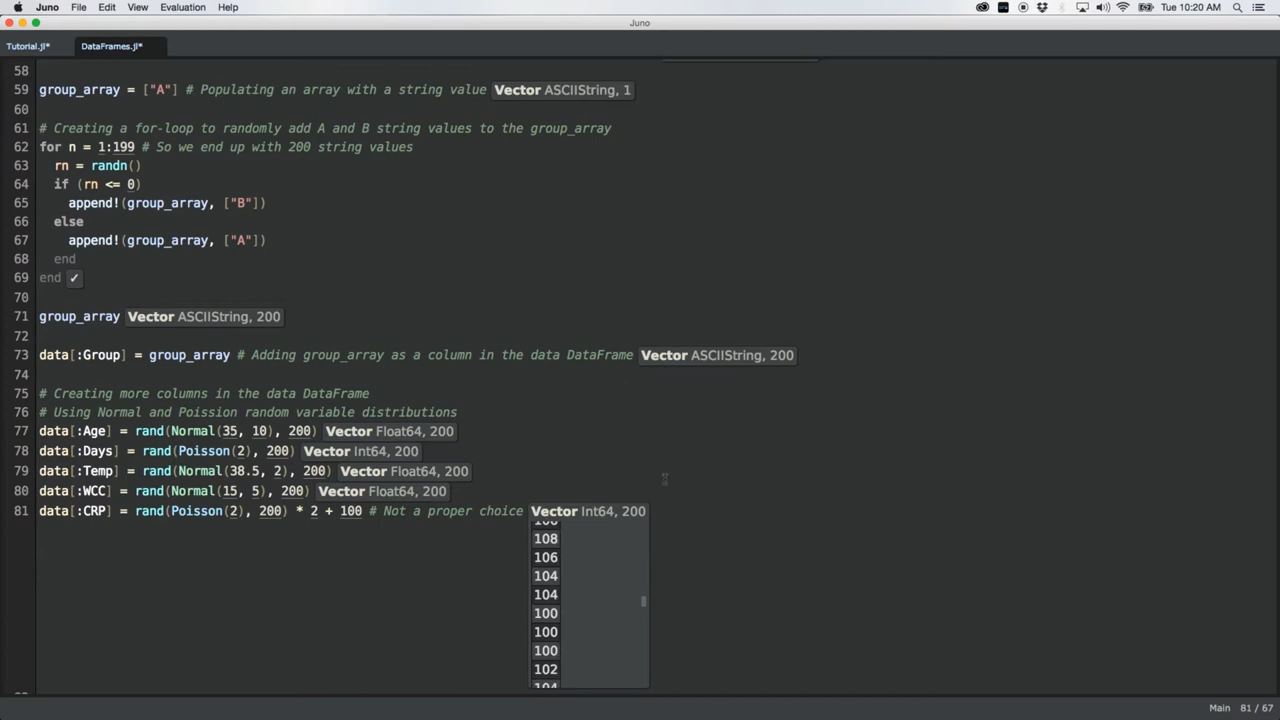 Juno File Edit View Evaluation Help Tue 10:20 AM
Juno
Tutorial.jl* DataFrames.jl*
58
59 group_array = ["A"] # Populating an array with a string value Vector ASCIIString, 1
60
61 # Creating a for-loop to randomly add A and B string values to the group_array
62 for n = 1:199 # So we end up with 200 string values
63 rn = randn()
64 if (rn <= 0)
65 append!(group_array, ["B"])
66 else
67 append!(group_array, ["A"])
68 end
69 end ✓
70
71 group_array Vector ASCIIString, 200
72
73 data[:Group] = group_array # Adding group_array as a column in the data DataFrame Vector ASCIIString, 200
74
75 # Creating more columns in the data DataFrame
76 # Using Normal and Poission random variable distributions
77 data[:Age] = rand(Normal(35, 10), 200) Vector Float64, 200
78 data[:Days] = rand(Poisson(2), 200) Vector Int64, 200
79 data[:Temp] = rand(Normal(38.5, 2), 200) Vector Float64, 200
80 data[:WCC] = rand(Normal(15, 5), 200) Vector Float64, 200
81 data[:CRP] = rand(Poisson(2), 200) * 2 + 100 # Not a proper choice Vector Int64, 200
108
106
104
104
100
100
100
102
104
Main 81 / 67